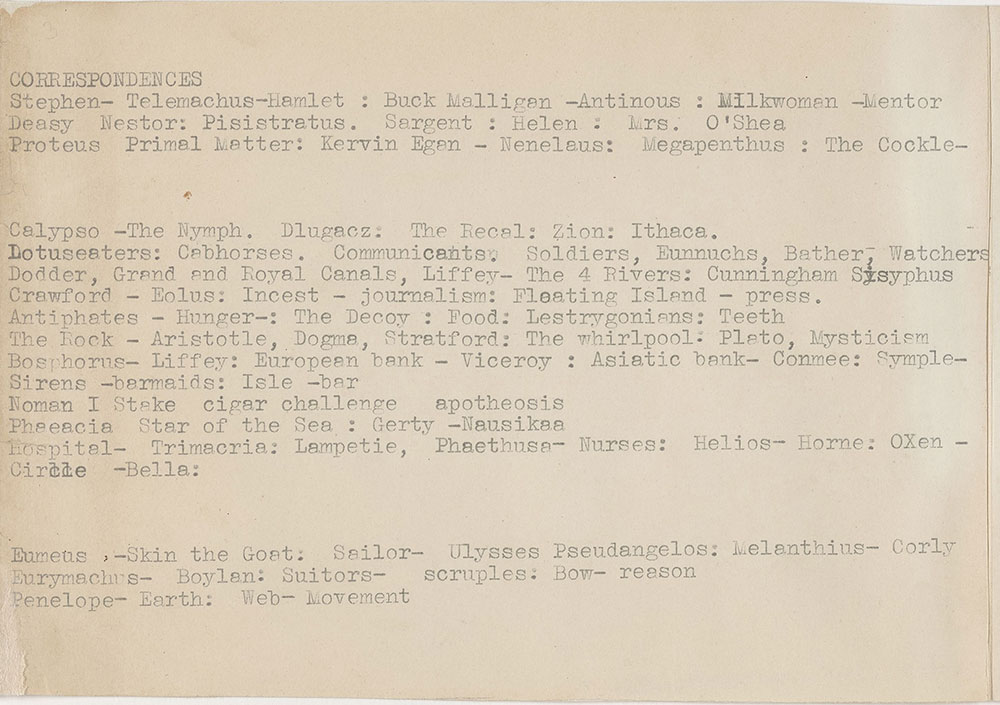 CORRESPONDENCES
Stephen- Telemachus-Hamlet : Buck Malligan -Antinous : Milkwoman -Mentor
Deasy Nestor: Pisistratus. Sargent : Helen : Mrs. O'Shea
Proteus Primal Matter: Kervin Egan - Nenelaus: Megapenthus : The Cockle-
Calypso -The Nymph. Dlugacz: The Recal: Zion: Ithaca.
Lotuseaters: Cabhorses. Communicants: Soldiers, Eunnuchs, Bather, Watchers
Dodder, Grand and Royal Canals, Liffey- The 4 Rivers: Cunningham Sysyphus
Crawford - Eolus: Incest - journalism: Floating Island - press.
Antiphates - Hunger-: The Decoy : Food: Lestrygonians: Teeth
The Rock - Aristotle, Dogma, Stratford: The whirlpool: Plato, Mysticism
Bosphorus- Liffey: European bank - Viceroy : Asiatic bank- Conmee: Symple-
Sirens -barmaids: Isle -bar
Noman I Stake cigar challenge apotheosis
Phaeacia Star of the Sea : Gerty -Nausikaa
Hospital- Trimacria: Lampetie, Phaethusa- Nurses: Helios- Horne: OXen -
-Bella:
Eumeus ,-Skin the Goat: Sailor- Ulysses Pseudangelos: Melanthius- Corly
Eurymachus- Boylan: Suitors- scruples: Bow- reason
Penelope- Earth: Web- Movement